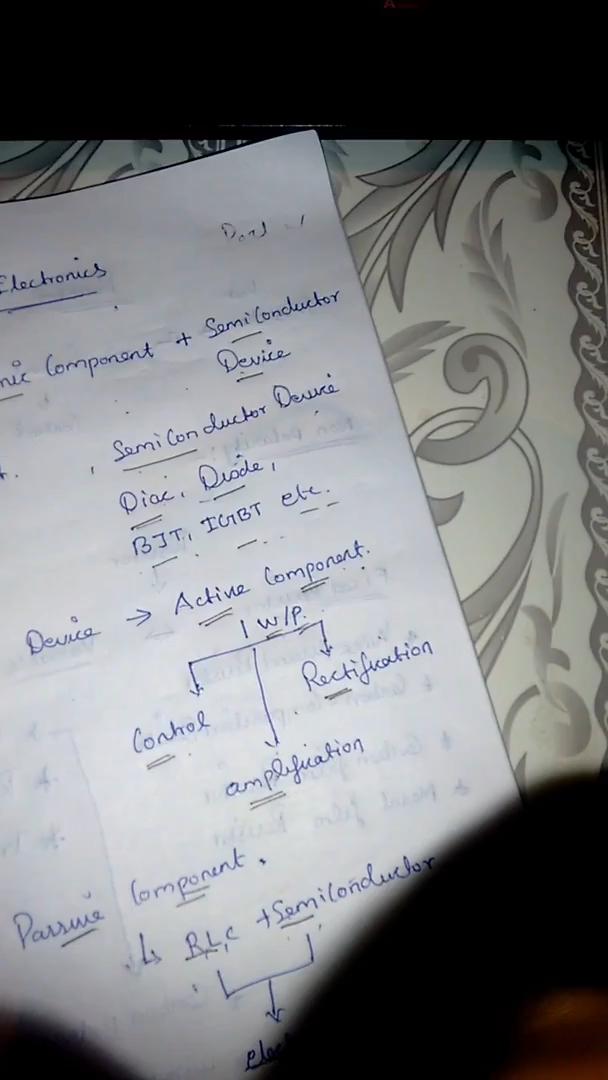 Electronics
Component + Semiconductor
Device
Semiconductor Device
Diac, Diode,
BJT, IGBT etc.
Device → Active Component.
1 W/P.
Control
Rectification
amplification
Passive Component.
↳ R,L,C + Semiconductor